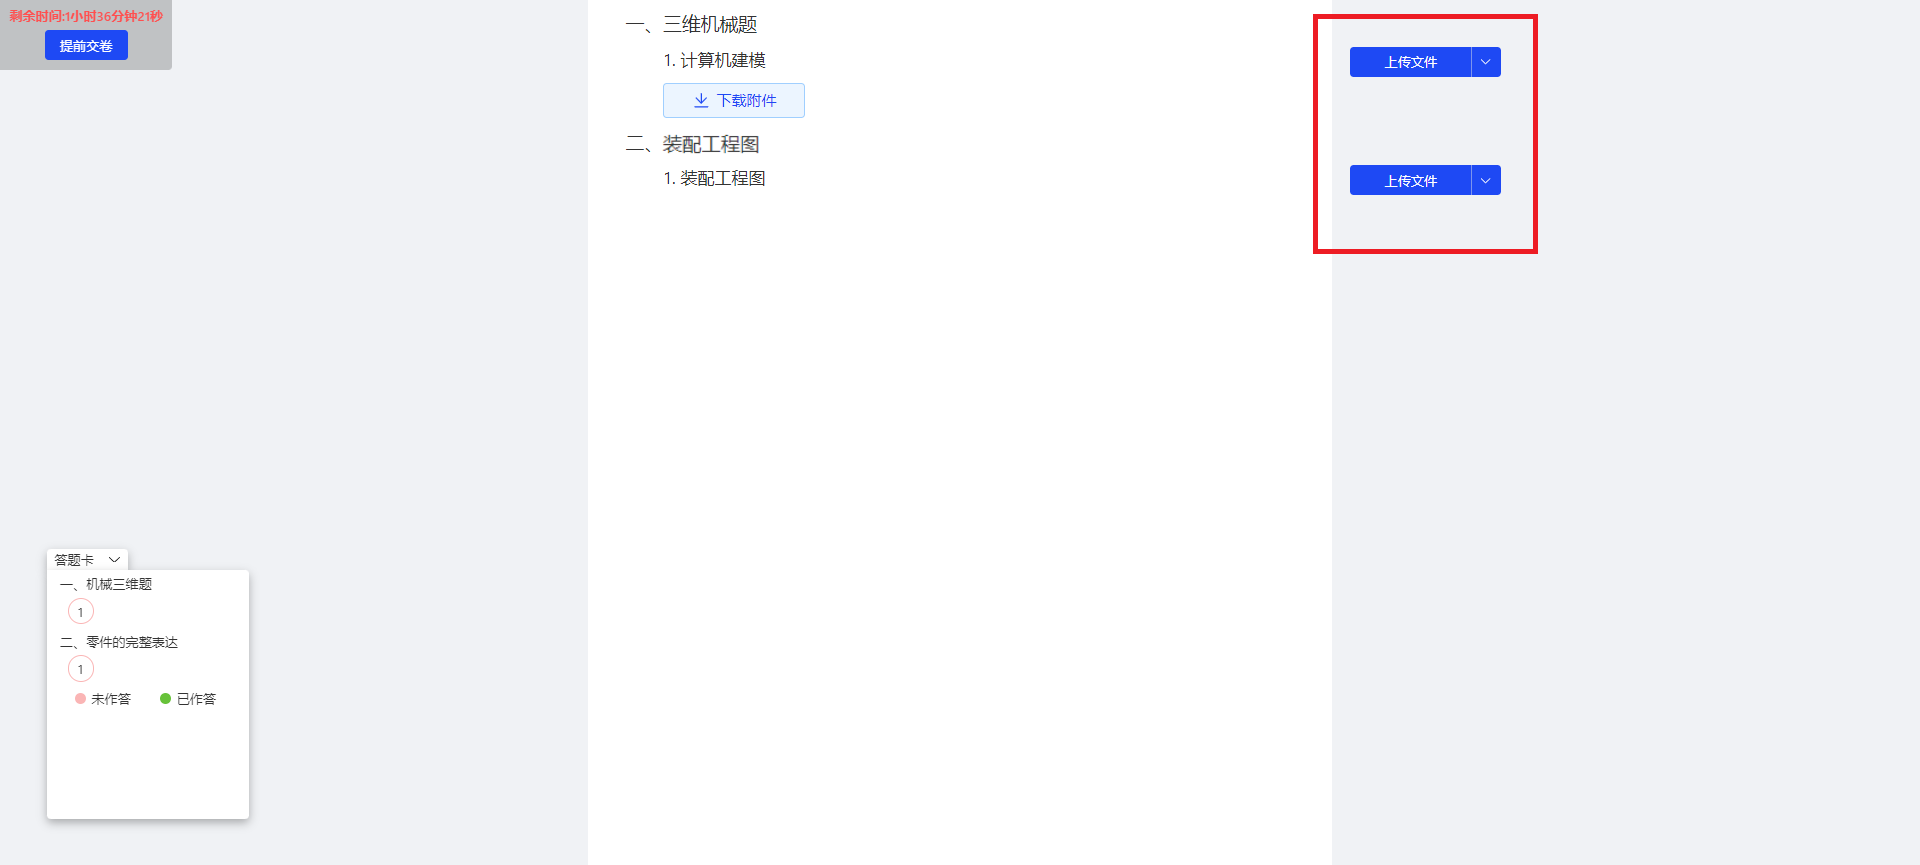 剩余时间:1小时36分钟21秒
提前交卷
一、三维机械题
1. 计算机建模
上传文件
下载附件
二、装配工程图
1. 装配工程图
上传文件
答题卡
一、机械三维题
1
二、零件的完整表达
1
未作答 已作答